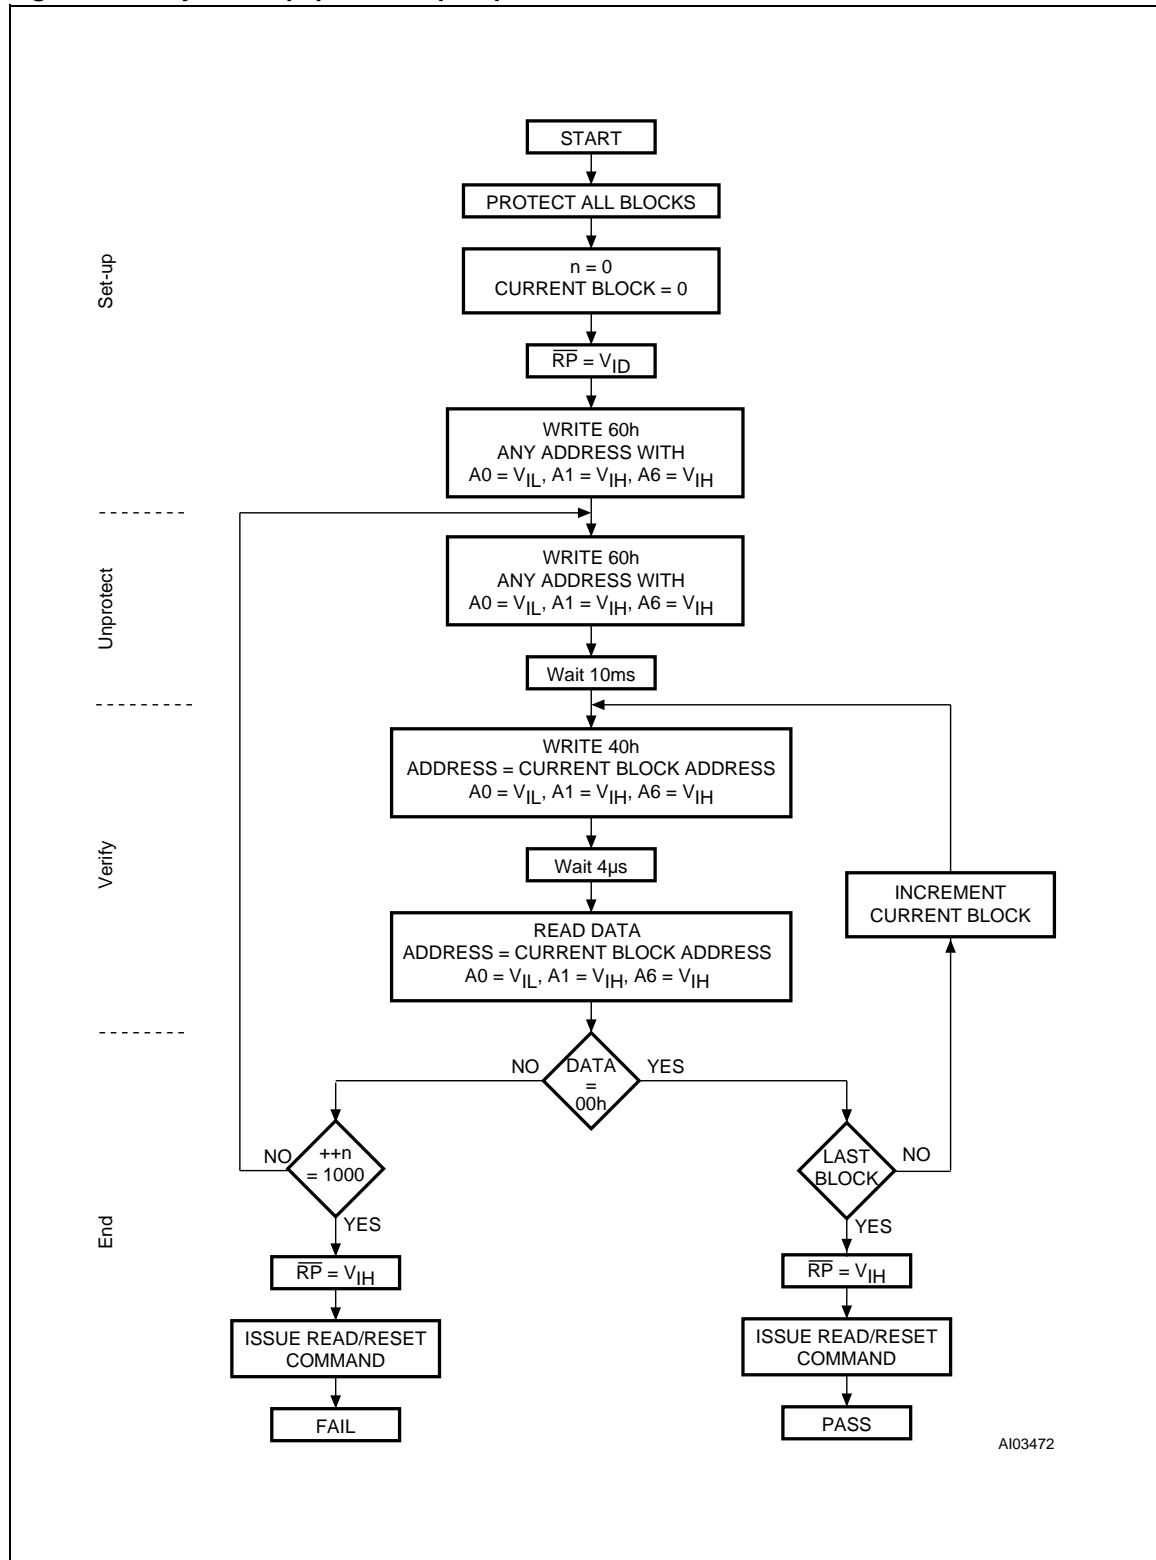 START
PROTECT ALL BLOCKS
n = 0
CURRENT BLOCK = 0
Set-up
RP = VID
WRITE 60h
ANY ADDRESS WITH
A0 = VIL, A1 = VIH, A6 = VIH
Unprotect
WRITE 60h
ANY ADDRESS WITH
A0 = VIL, A1 = VIH, A6 = VIH
Wait 10ms
Verify
WRITE 40h
ADDRESS = CURRENT BLOCK ADDRESS
A0 = VIL, A1 = VIH, A6 = VIH
Wait 4µs
INCREMENT
CURRENT BLOCK
READ DATA
ADDRESS = CURRENT BLOCK ADDRESS
A0 = VIL, A1 = VIH, A6 = VIH
End
NO
DATA
=
00h
YES
NO
++n
= 1000
YES
LAST
BLOCK
NO
YES
RP = VIH
RP = VIH
ISSUE READ/RESET
COMMAND
ISSUE READ/RESET
COMMAND
FAIL
PASS
AI03472